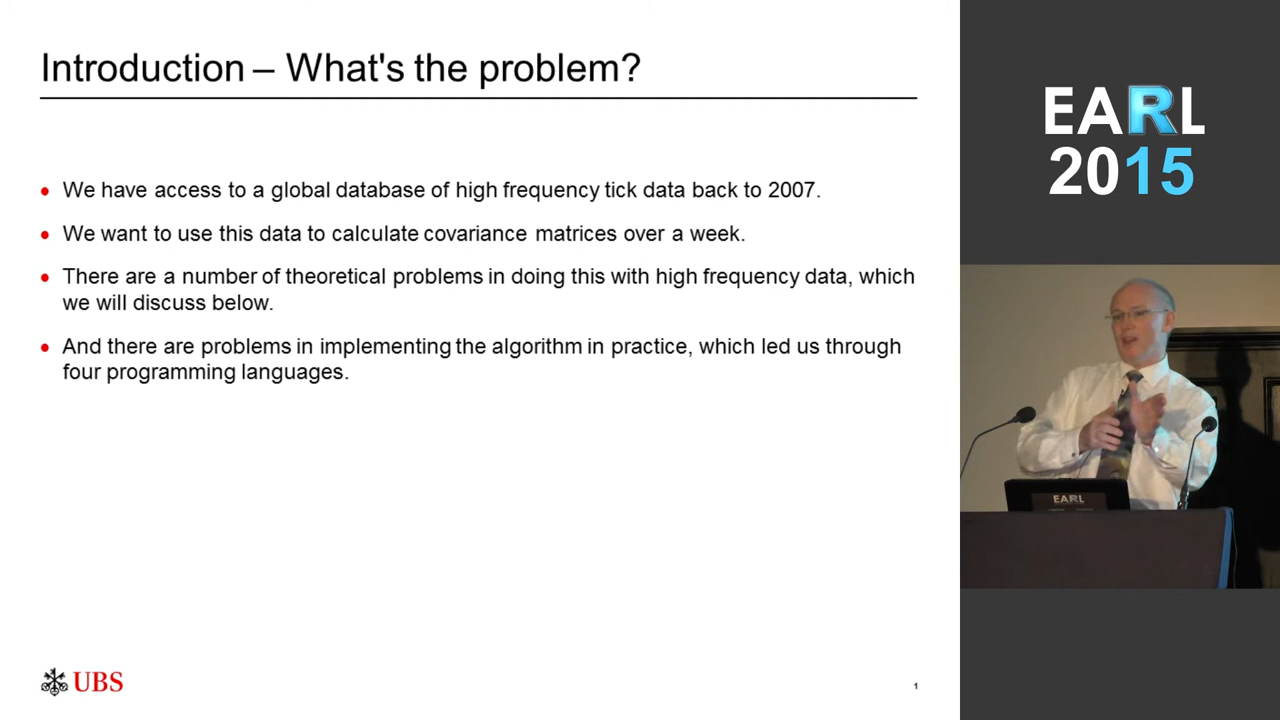 Introduction – What's the problem?
We have access to a global database of high frequency tick data back to 2007.
We want to use this data to calculate covariance matrices over a week.
There are a number of theoretical problems in doing this with high frequency data, which
we will discuss below.
And there are problems in implementing the algorithm in practice, which led us through
four programming languages.
UBS
1
EARL
2015
EARL